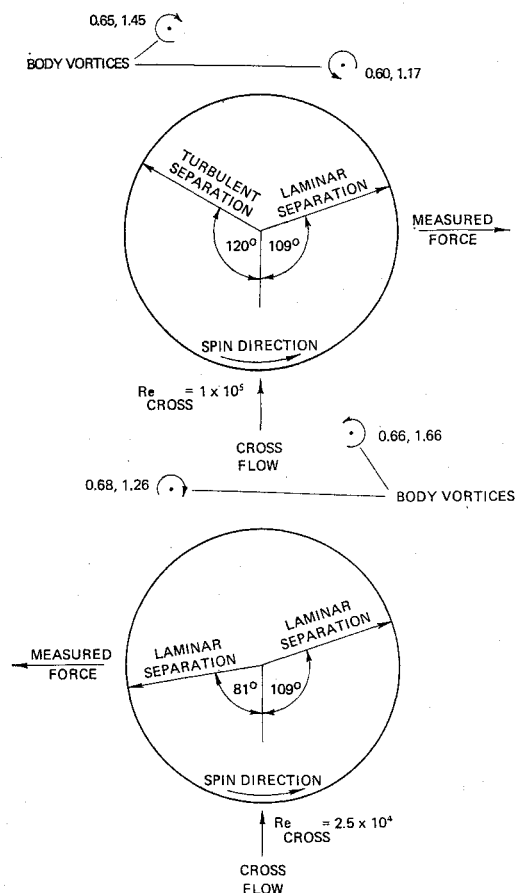 0.65, 1.45
BODY VORTICES
0.60, 1.17
TURBULENT
SEPARATION
LAMINAR
SEPARATION
MEASURED
FORCE
120° 109°
SPIN DIRECTION
Re CROSS = 1 x 10⁵
CROSS
FLOW
0.66, 1.66
0.68, 1.26
BODY VORTICES
LAMINAR
SEPARATION
MEASURED
FORCE
LAMINAR
SEPARATION
81° 109°
SPIN DIRECTION
Re CROSS = 2.5 x 10⁴
CROSS
FLOW